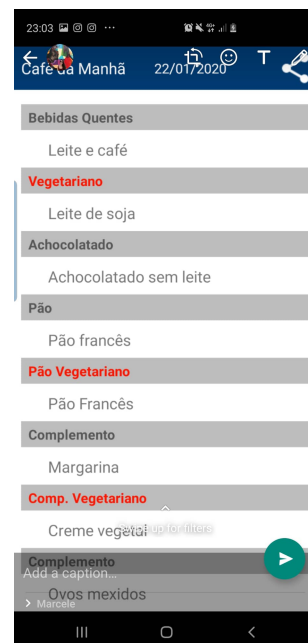 23:03
Café da Manhã 22/01/2020
T
Bebidas Quentes
Leite e café
Vegetariano
Leite de soja
Achocolatado
Achocolatado sem leite
Pão
Pão francês
Pão Vegetariano
Pão Francês
Complemento
Margarina
Comp. Vegetariano
Creme vegetal
Swipe up for filters
Complemento
Add a caption...
Ovos mexidos
Marcele